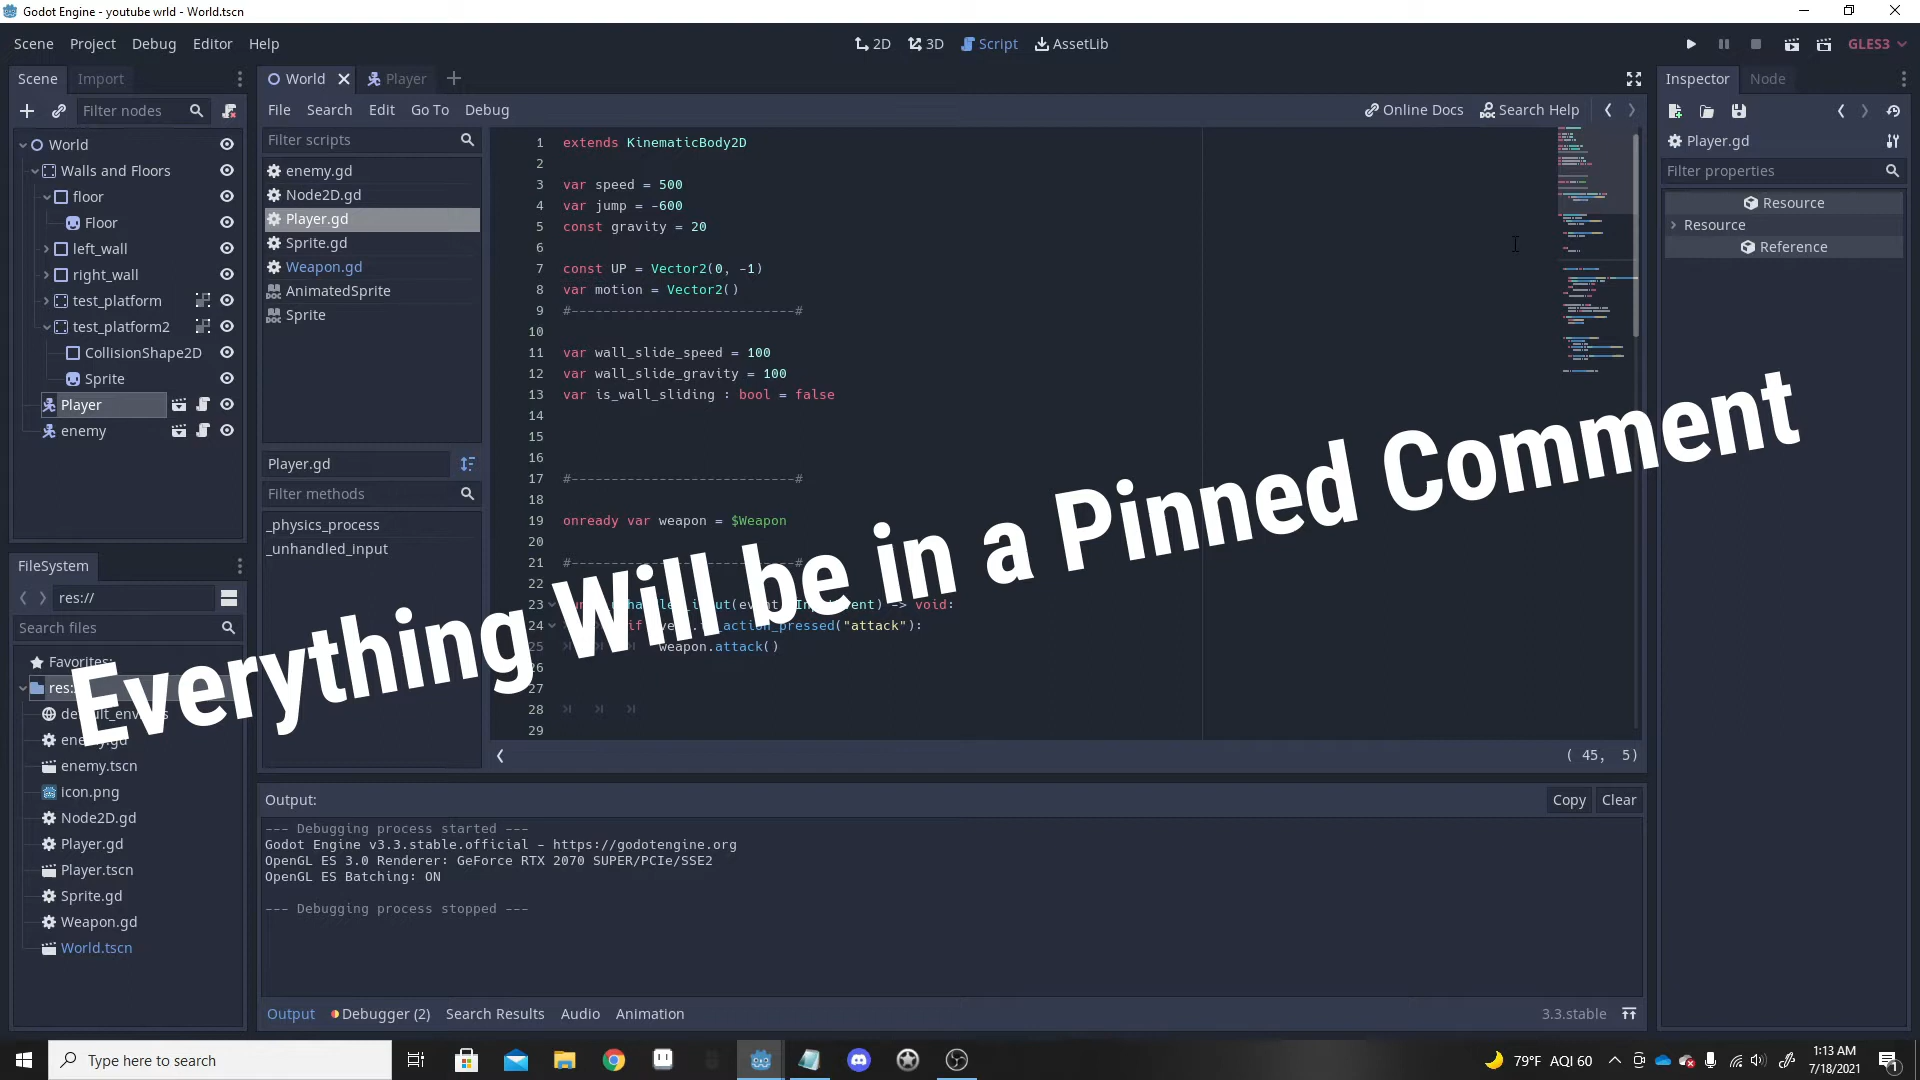 Godot Engine - youtube wrld - World.tscn
Scene Project Debug Editor Help
2D 3D Script AssetLib
GLES3
Scene Import
World Player
Inspector Node
Filter nodes
File Search Edit Go To Debug
Online Docs Search Help
World
Walls and Floors
floor
Floor
left_wall
right_wall
test_platform
test_platform2
CollisionShape2D
Sprite
Player
enemy
Filter scripts
enemy.gd
Node2D.gd
Player.gd
Sprite.gd
Weapon.gd
AnimatedSprite
Sprite
Player.gd
Filter methods
_physics_process
_unhandled_input
1 extends KinematicBody2D
2
3 var speed = 500
4 var jump = -600
5 const gravity = 20
6
7 const UP = Vector2(0, -1)
8 var motion = Vector2()
9 #----------------------------#
10
11 var wall_slide_speed = 100
12 var wall_slide_gravity = 100
13 var is_wall_sliding : bool = false
14
15
16
17 #----------------------------#
18
19 onready var weapon = $Weapon
20
21
22
23 -> void:
24 if action_pressed("attack"):
25 weapon.attack()
26
27
28
29
( 45, 5)
Everything Will be in a Pinned Comment
Player.gd
Filter properties
Resource
Resource
Reference
FileSystem
res://
Search files
Favorites:
enemy.tscn
icon.png
Node2D.gd
Player.gd
Player.tscn
Sprite.gd
Weapon.gd
World.tscn
Output:
Copy Clear
--- Debugging process started ---
Godot Engine v3.3.stable.official - https://godotengine.org
OpenGL ES 3.0 Renderer: GeForce RTX 2070 SUPER/PCIe/SSE2
OpenGL ES Batching: ON
--- Debugging process stopped ---
Output Debugger (2) Search Results Audio Animation
3.3.stable
Type here to search
79°F AQI 60
1:13 AM
7/18/2021
1